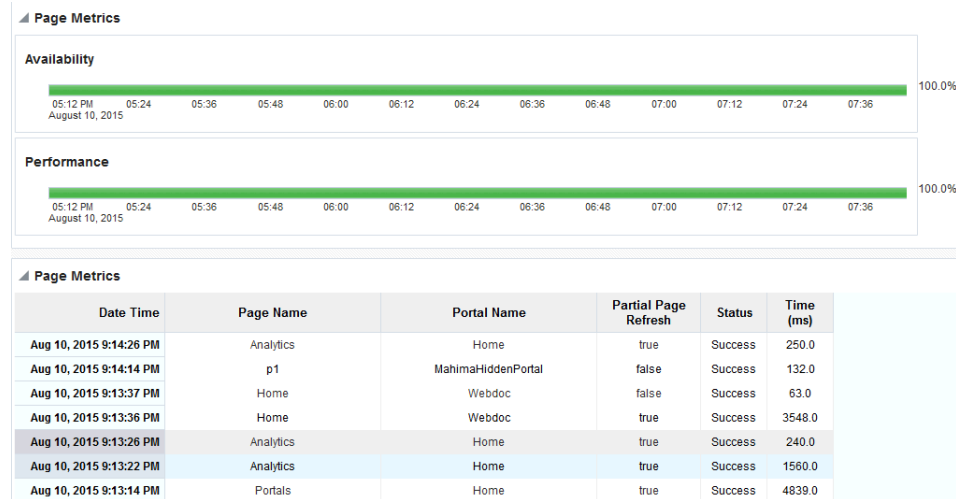 Page Metrics
Availability
100.0%
05:12 PM 05:24 05:36 05:48 06:00 06:12 06:24 06:36 06:48 07:00 07:12 07:24 07:36
August 10, 2015
Performance
100.0%
05:12 PM 05:24 05:36 05:48 06:00 06:12 06:24 06:36 06:48 07:00 07:12 07:24 07:36
August 10, 2015
Page Metrics
Date Time Page Name Portal Name Partial Page Refresh Status Time (ms)
Aug 10, 2015 9:14:26 PM Analytics Home true Success 250.0
Aug 10, 2015 9:14:14 PM p1 MahimaHiddenPortal false Success 132.0
Aug 10, 2015 9:13:37 PM Home Webdoc false Success 63.0
Aug 10, 2015 9:13:36 PM Home Webdoc true Success 3548.0
Aug 10, 2015 9:13:26 PM Analytics Home true Success 240.0
Aug 10, 2015 9:13:22 PM Analytics Home true Success 1560.0
Aug 10, 2015 9:13:14 PM Portals Home true Success 4839.0